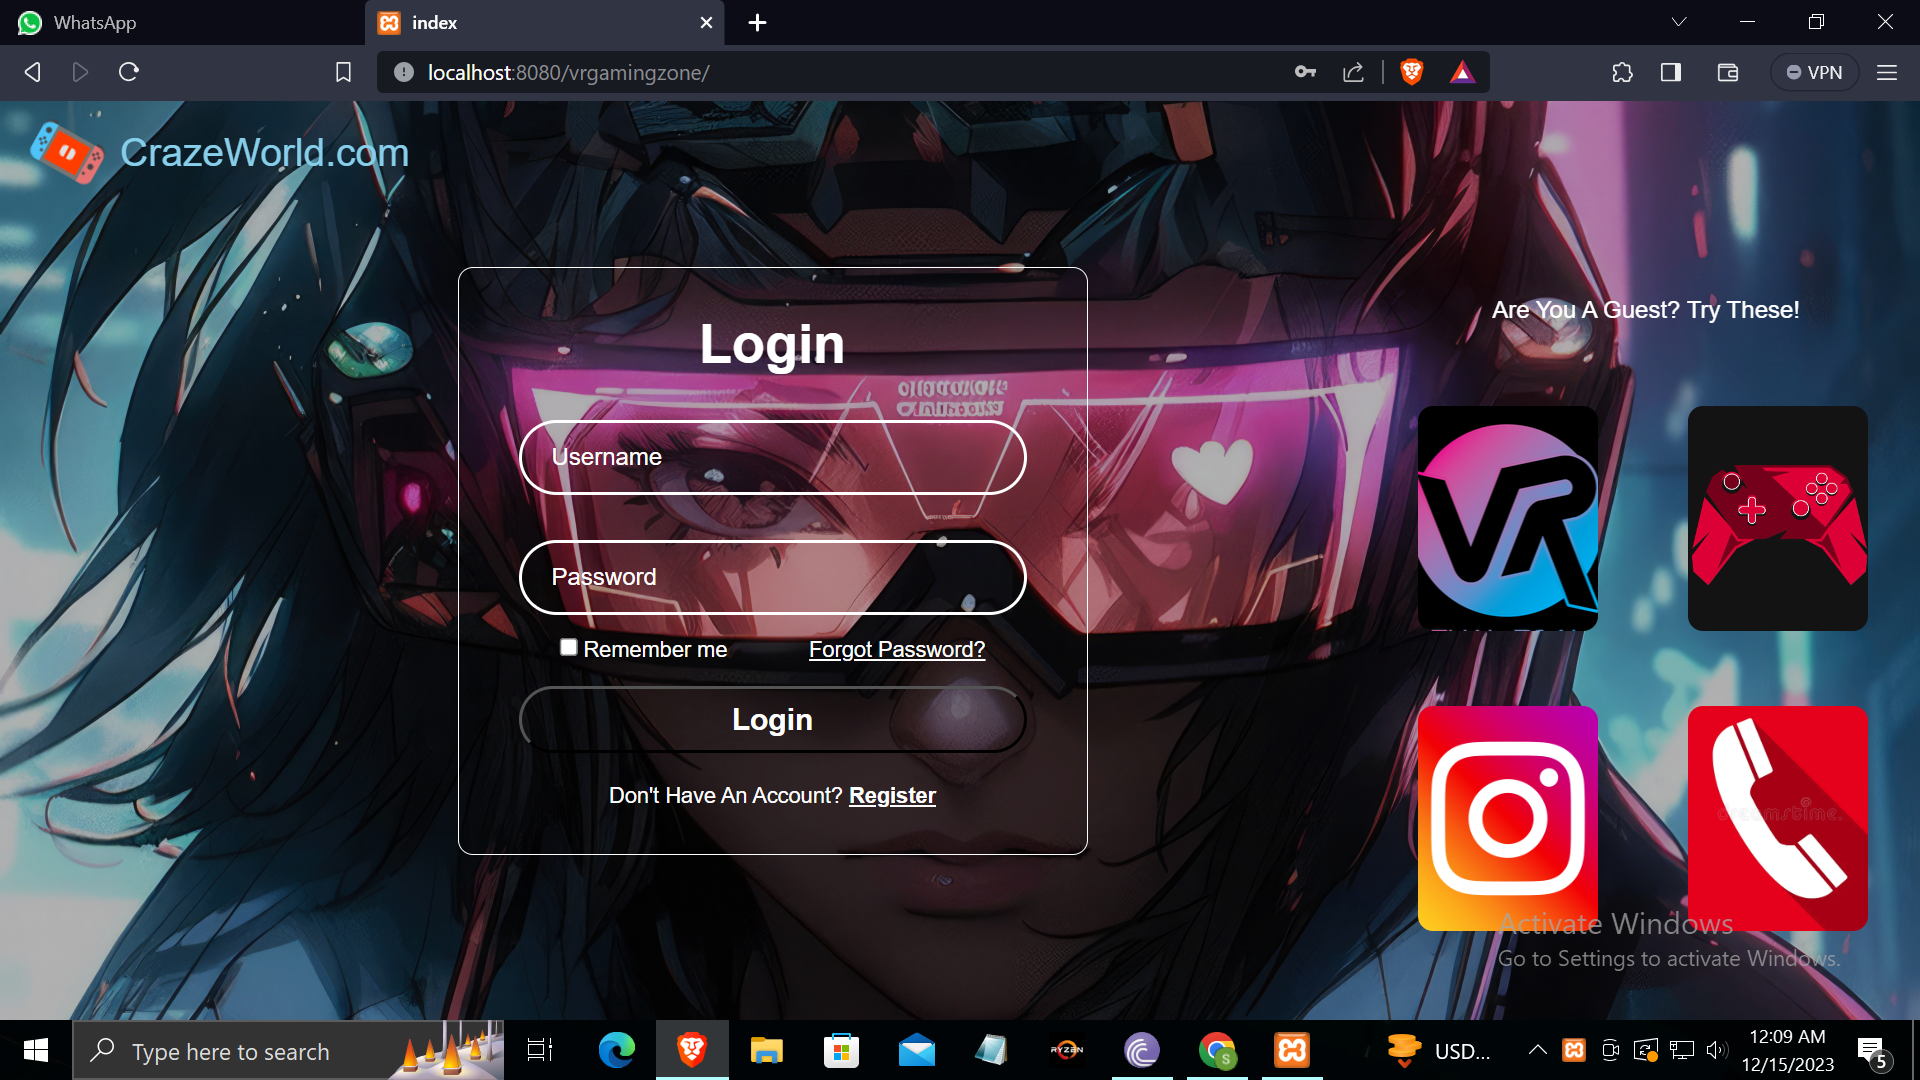 WhatsApp
index
localhost:8080/vrgamingzone/
VPN
CrazeWorld.com
Are You A Guest? Try These!
Login
Username
Password
Remember me
Forgot Password?
Login
Don't Have An Account? Register
VR
dreamstime.
Activate Windows
Go to Settings to activate Windows.
Type here to search
RYZEN
S
USD...
12:09 AM
12/15/2023
5